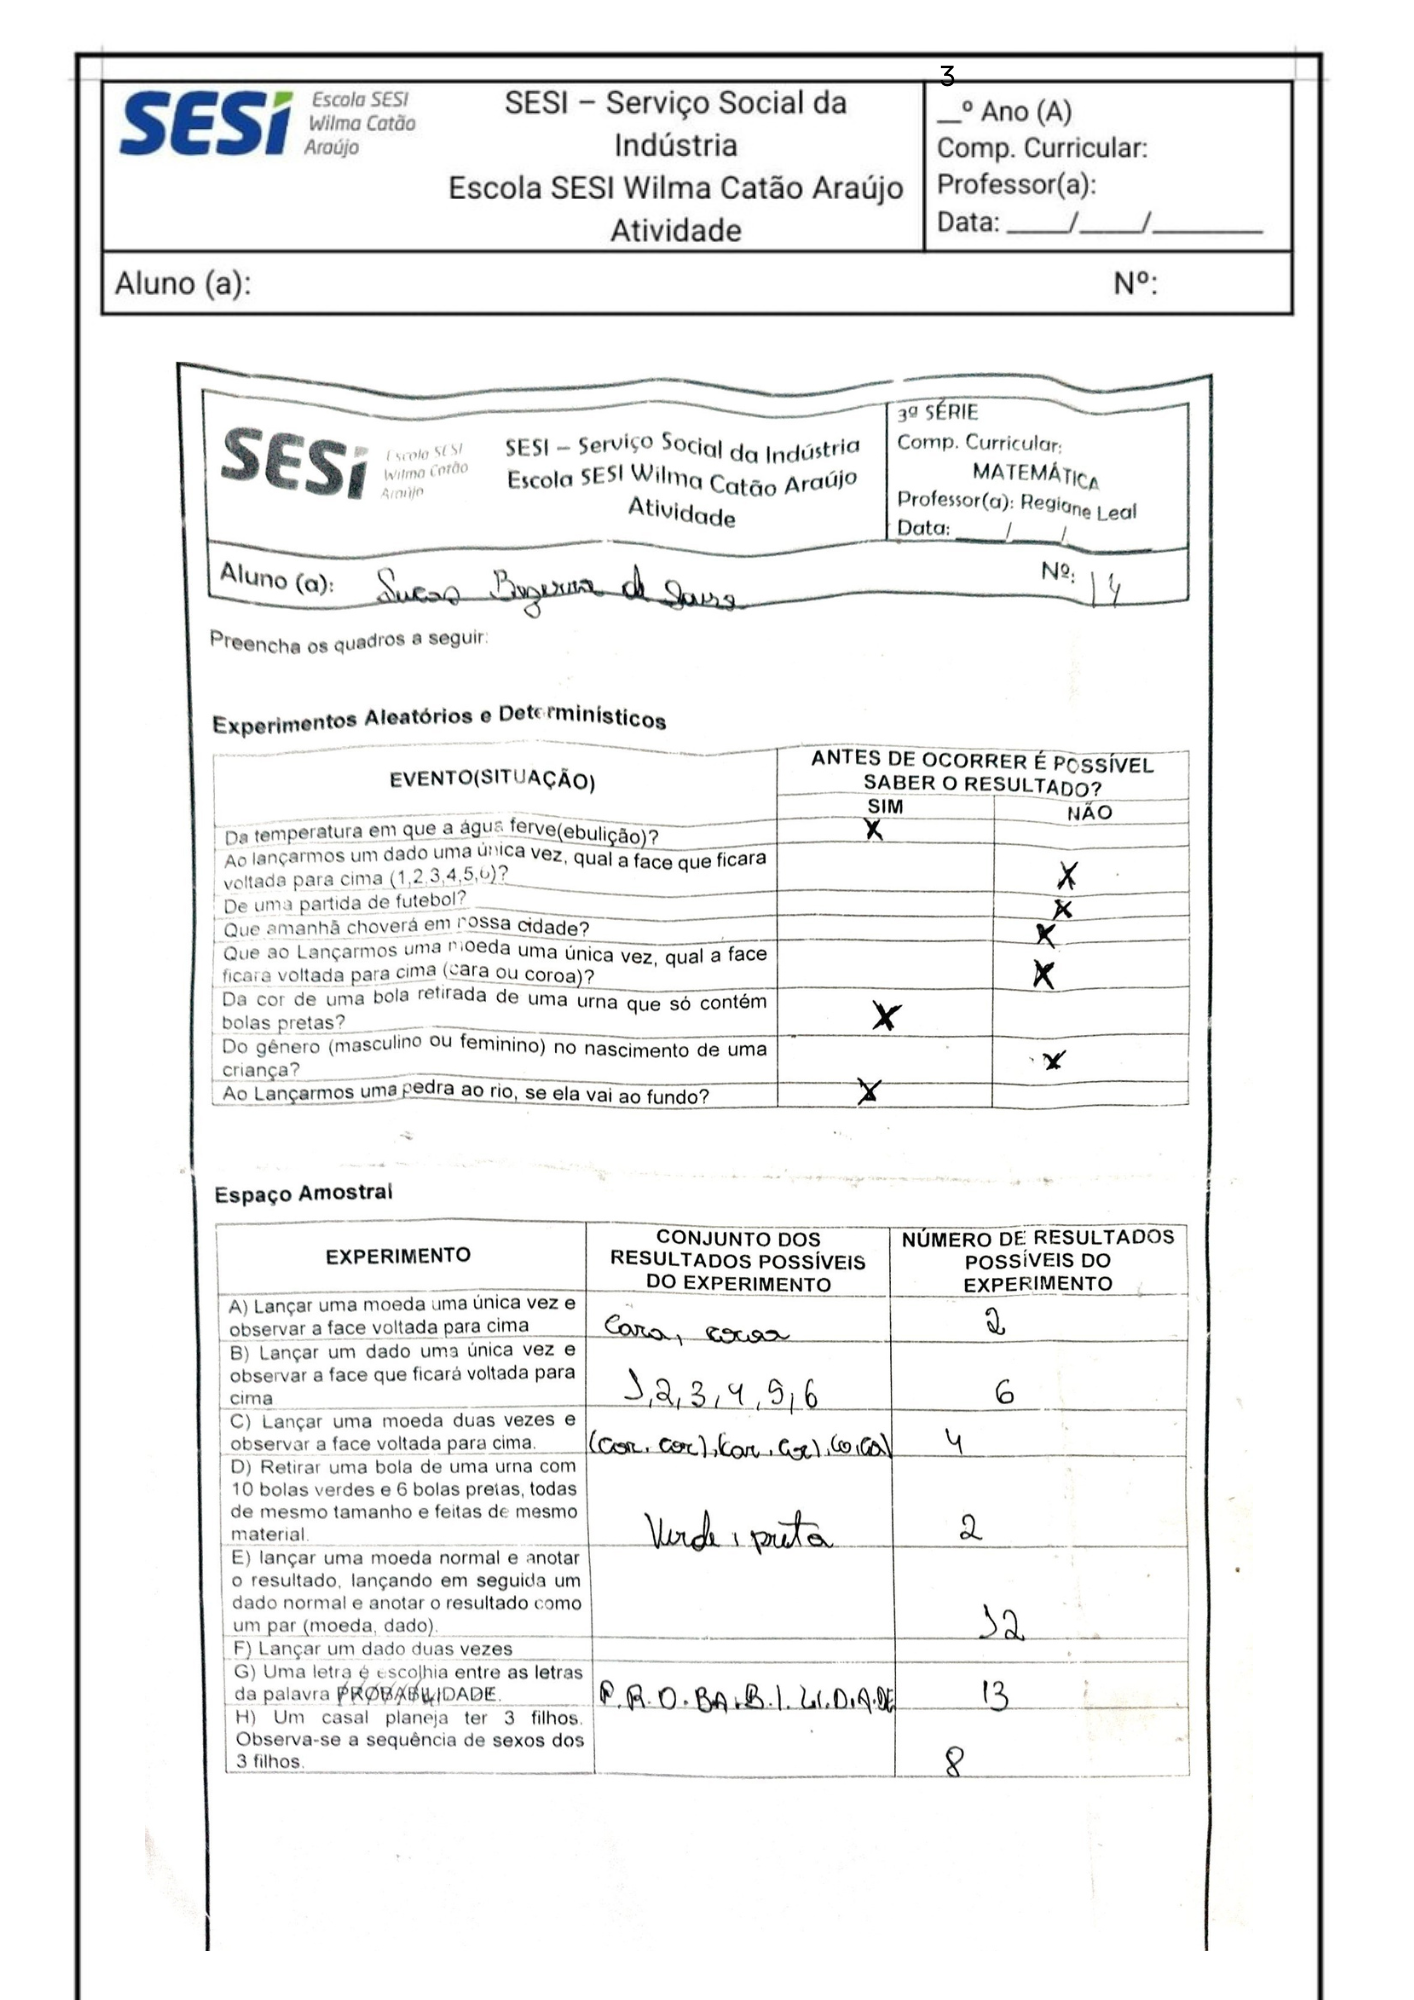 3
SESI Escola SESI
Wilma Catão
Araújo
SESI – Serviço Social da
Indústria
Escola SESI Wilma Catão Araújo
Atividade
__º Ano (A)
Comp. Curricular:
Professor(a):
Data: ____/____/_______
Aluno (a): Nº:
SESI Escola SESI
Wilma Catão
Araújo
SESI – Serviço Social da Indústria
Escola SESI Wilma Catão Araújo
Atividade
3ª SÉRIE
Comp. Curricular:
MATEMÁTICA
Professor(a): Regiane Leal
Data: ____/____/_______
Aluno (a): Lucas de Nº: 14
Preencha os quadros a seguir:
Experimentos Aleatórios e Determinísticos
EVENTO(SITUAÇÃO)
ANTES DE OCORRER É POSSÍVEL
SABER O RESULTADO?
SIM NÃO
Da temperatura em que a água ferve(ebulição)? X
Ao lançarmos um dado uma única vez, qual a face que ficara
voltada para cima (1,2,3,4,5,6)? X
De uma partida de futebol? X
Que amanhã choverá em nossa cidade? X
Que ao Lançarmos uma moeda uma única vez, qual a face
ficara voltada para cima (cara ou coroa)? X
Da cor de uma bola retirada de uma urna que só contém
bolas pretas? X
Do gênero (masculino ou feminino) no nascimento de uma
criança? X
Ao Lançarmos uma pedra ao rio, se ela vai ao fundo? X
Espaço Amostral
EXPERIMENTO
CONJUNTO DOS
RESULTADOS POSSÍVEIS
DO EXPERIMENTO
NÚMERO DE RESULTADOS
POSSÍVEIS DO
EXPERIMENTO
A) Lançar uma moeda uma única vez e
observar a face voltada para cima
Cara, coroa 2
B) Lançar um dado uma única vez e
observar a face que ficará voltada para
cima
1,2,3,4,5,6 6
C) Lançar uma moeda duas vezes e
observar a face voltada para cima.
4
D) Retirar uma bola de uma urna com
10 bolas verdes e 6 bolas pretas, todas
de mesmo tamanho e feitas de mesmo
material.
Verde, preta 2
E) lançar uma moeda normal e anotar
o resultado, lançando em seguida um
dado normal e anotar o resultado como
um par (moeda, dado).
12
F) Lançar um dado duas vezes
G) Uma letra é escolhia entre as letras
da palavra PROBABILIDADE.
P.R.O.BA.B.I.LI.D.A.DE 13
H) Um casal planeja ter 3 filhos.
Observa-se a sequência de sexos dos
3 filhos.
8